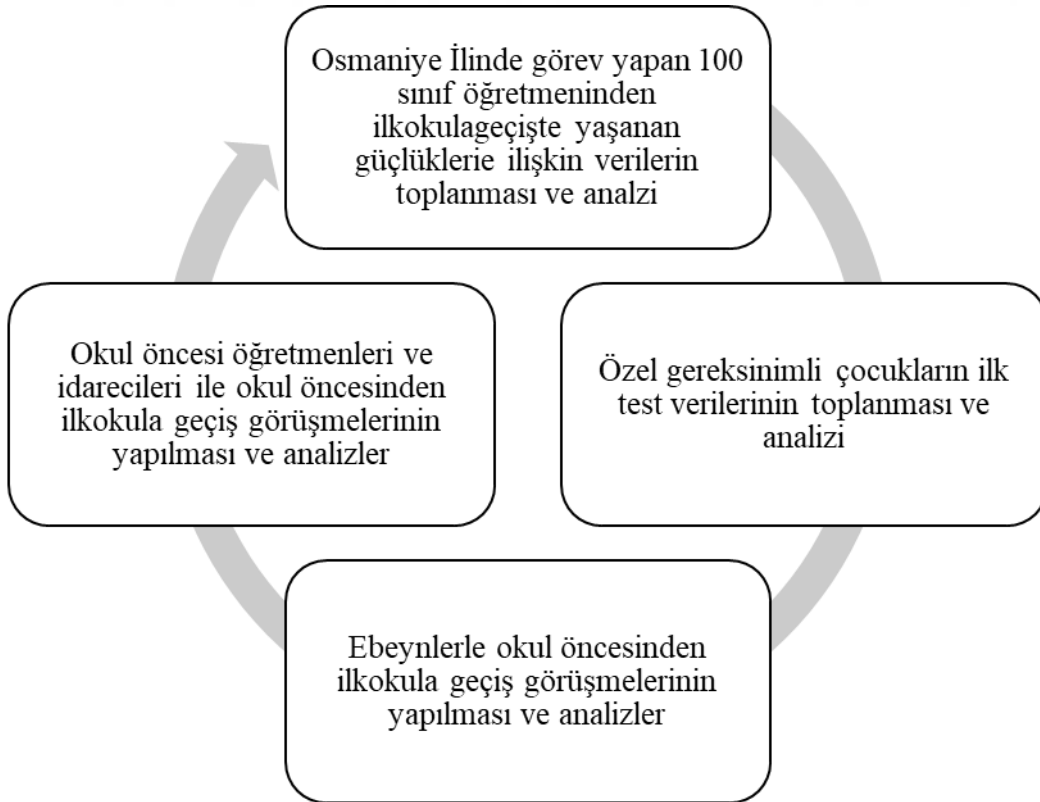 Osmaniye İlinde görev yapan 100
sınıf öğretmeninden
ilkokulageçişte yaşanan
güçlüklerie ilişkin verilerin
toplanması ve analzi
Özel gereksinimli çocukların ilk
test verilerinin toplanması ve
analizi
Ebeynlerle okul öncesinden
ilkokula geçiş görüşmelerinin
yapılması ve analizler
Okul öncesi öğretmenleri ve
idarecileri ile okul öncesinden
ilkokula geçiş görüşmelerinin
yapılması ve analizler